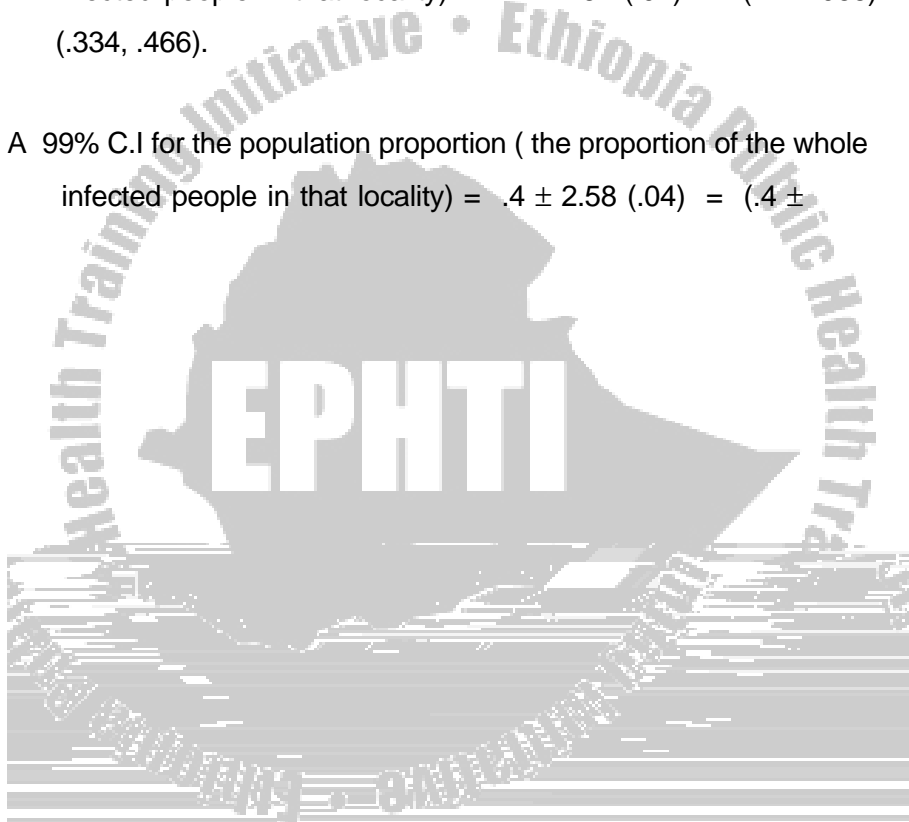 (.334, .466).
A 99% C.I for the population proportion ( the proportion of the whole
infected people in that locality) = .4 ± 2.58 (.04) = (.4 ±
Ethiopia Public Health Training Initiative
EPHTI